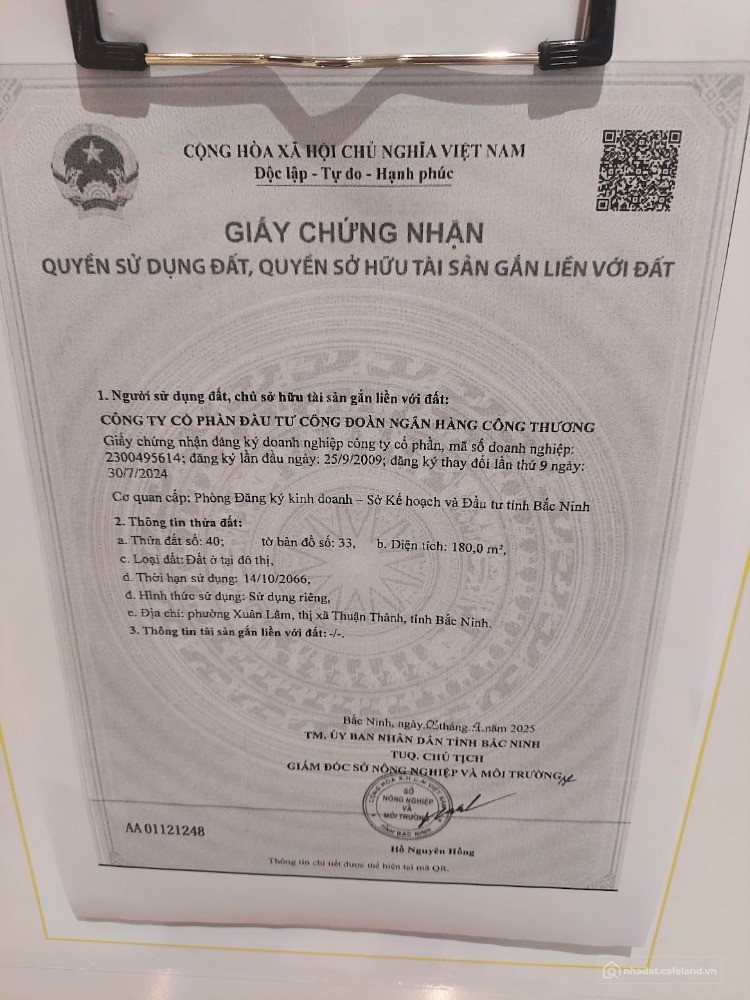 CỘNG HÒA XÃ HỘI CHỦ NGHĨA VIỆT NAM
Độc lập - Tự do - Hạnh phúc
GIẤY CHỨNG NHẬN
QUYỀN SỬ DỤNG ĐẤT, QUYỀN SỞ HỮU TÀI SẢN GẮN LIỀN VỚI ĐẤT
1. Người sử dụng đất, chủ sở hữu tài sản gắn liền với đất:
CÔNG TY CỔ PHẦN ĐẦU TƯ CÔNG ĐOÀN NGÂN HÀNG CÔNG THƯƠNG
Giấy chứng nhận đăng ký doanh nghiệp công ty cổ phần, mã số doanh nghiệp:
2300495614; đăng ký lần đầu ngày: 25/9/2009; đăng ký thay đổi lần thứ 9 ngày:
30/7/2024
Cơ quan cấp: Phòng Đăng ký kinh doanh – Sở Kế hoạch và Đầu tư tỉnh Bắc Ninh
2. Thông tin thửa đất:
a. Thửa đất số: 40; tờ bản đồ số: 33, b. Diện tích: 180,0 m²,
c. Loại đất: Đất ở tại đô thị,
d. Thời hạn sử dụng: 14/10/2066,
đ. Hình thức sử dụng: Sử dụng riêng,
e. Địa chỉ: phường Xuân Lâm, thị xã Thuận Thành, tỉnh Bắc Ninh.
3. Thông tin tài sản gắn liền với đất: -/-.
Bắc Ninh, ngày tháng năm 2025
TM. ỦY BAN NHÂN DÂN TỈNH BẮC NINH
TUQ. CHỦ TỊCH
GIÁM ĐỐC SỞ NÔNG NGHIỆP VÀ MÔI TRƯỜNG
SỞ
NÔNG NGHIỆP
VÀ
MÔI TRƯỜNG
TỈNH BẮC NINH
AA 01121248
Hồ Nguyên Hồng
Thông tin chi tiết được thể hiện tại mã QR.
nhadat.cafeland.vn